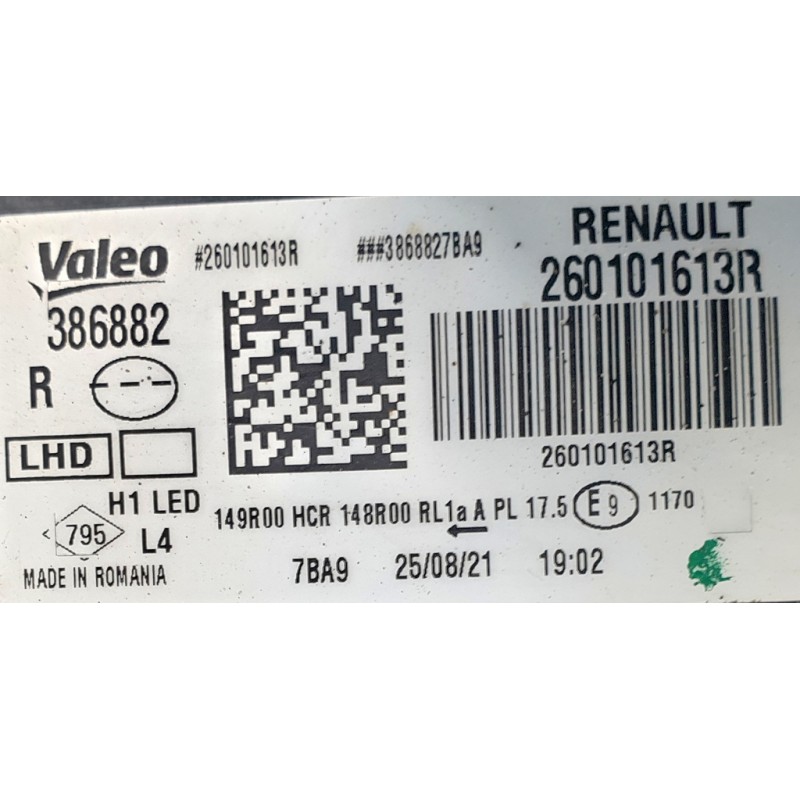 Valeo #260101613R ###3868827BA9 RENAULT
260101613R
386882
R
LHD
260101613R
H1 LED
149R00 HCR 148R00 RL1a A PL 17.5 E9 1170
795 L4
MADE IN ROMANIA 7BA9 25/08/21 19:02